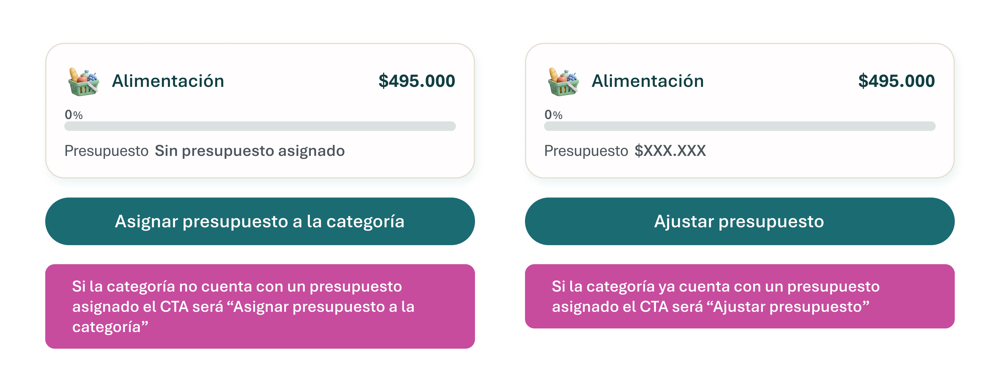 Alimentación $495.000
0%
Presupuesto Sin presupuesto asignado
Asignar presupuesto a la categoría
Si la categoría no cuenta con un presupuesto
asignado el CTA será “Asignar presupuesto a la
categoría”
Alimentación $495.000
0%
Presupuesto $XXX.XXX
Ajustar presupuesto
Si la categoría ya cuenta con un presupuesto
asignado el CTA será “Ajustar presupuesto”